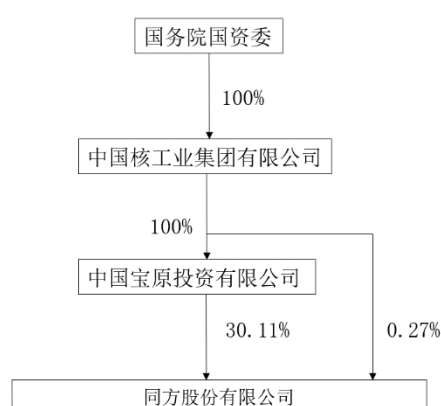 国务院国资委
100%
中国核工业集团有限公司
100%
中国宝原投资有限公司
30.11%
0.27%
同方股份有限公司